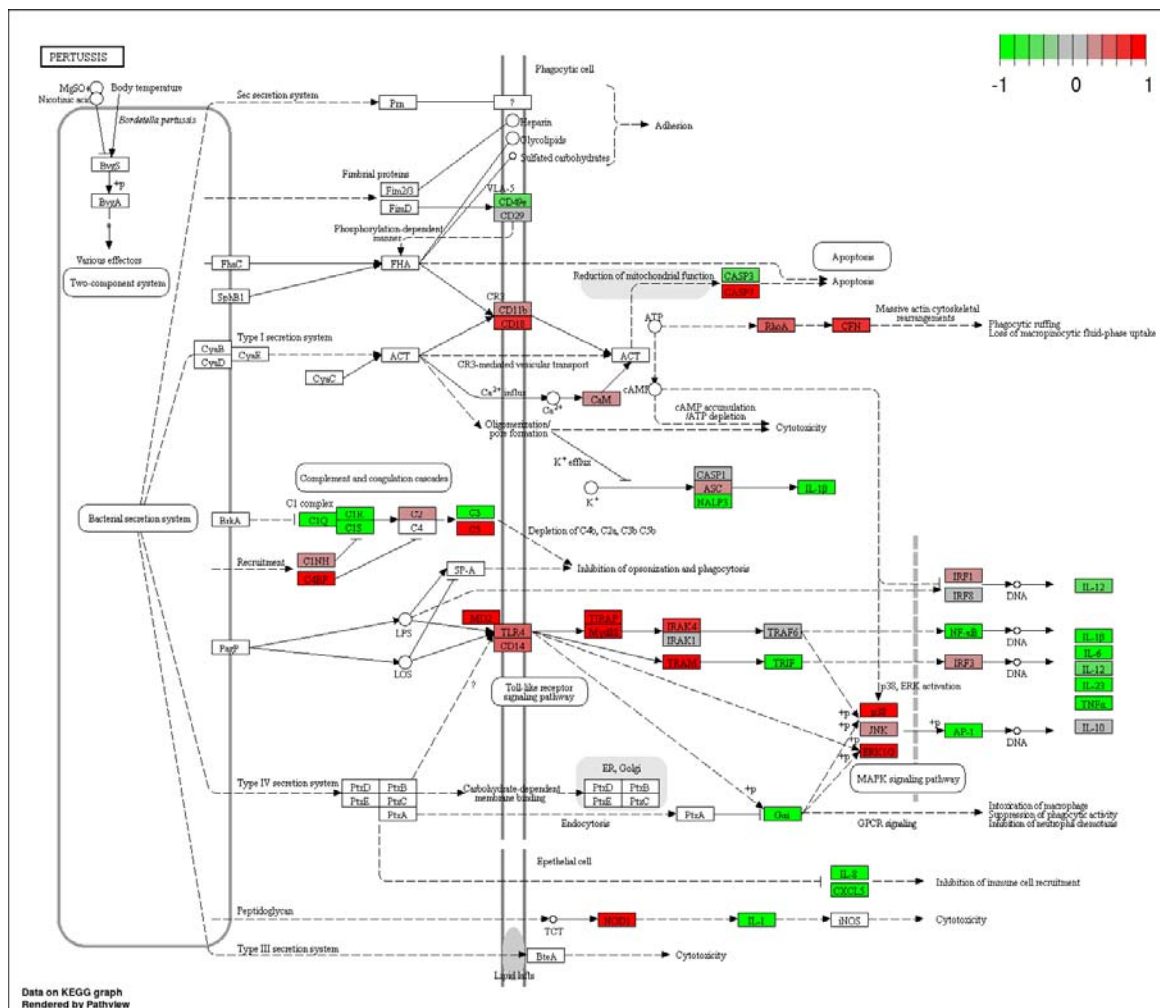 PERTUSSIS
-1 0 1
MgSO4
Nicotinic acid
Body temperature
Bordetella pertussis
BvgS
+p
BvgA
Various effectors
Two-component system
Bacterial secretion system
Sec secretion system
Prn
?
Phagocytic cell
Heparin
Glycolipids
Sulfated carbohydrates
Adhesion
Fimbrial proteins
Fim2/3
FimD
VLA-5
CD49e
CD29
Phosphorylation-dependent
manner
FhaC
SphB1
FHA
CR3
CD11b
CD18
Reduction of mitochondrial function
CASP3
Apoptosis
Apoptosis
Type I secretion system
CyaB
CyaD
CyaE
CyaC
ACT
CR3-mediated vesicular transport
ACT
ATP
cAMP
RhoA
CFN
Massive actin cytoskeletal
rearrangements
Phagocytic ruffing
Loss of macropinocytic fluid-phase uptake
Ca2+ influx
Ca2+
CaM
cAMP accumulation
/ATP depletion
Cytotoxicity
Oligomerization/
pore formation
K+ efflux
K+
CASP1
ASC
NALP3
IL-1β
Complement and coagulation cascades
C1 complex
BrkA
C1Q
C1R
C1S
C2
C4
C3
C5
Depletion of C4b, C2a, C3b C5b
Recruitment
C1NH
C4BP
SP-A
Inhibition of opsonization and phagocytosis
LPS
LOS
PagP
MD2
TLR4
CD14
Toll-like receptor
signaling pathway
?
TIRAP
MyD88
IRAK4
IRAK1
TRAF6
TRAM
TRIF
IRF1
IRF8
DNA
IL-12
NF-κB
DNA
IRF3
DNA
IL-1β
IL-6
IL-12
IL-23
TNFα
IL-10
p38, ERK activation
+p
p38
+p
JNK
+p
+p
ERK1/2
+p
AP-1
DNA
MAPK signaling pathway
Type IV secretion system
PtxD
PtxB
PtxE
PtxC
PtxA
Carbohydrate-dependent
membrane binding
ER, Golgi
PtxD
PtxB
PtxE
PtxC
Endocytosis
PtxA
+p
Gαi
GPCR signaling
Intoxication of macrophage
Suppression of phagocytic activity
Inhibition of neutrophil chemotaxis
Epethelial cell
IL-8
CXCL5
Inhibition of immune cell recruitment
Peptidoglycan
TCT
NOD1
IL-1
iNOS
Cytotoxicity
Type III secretion system
BteA
Cytotoxicity
Lipid rafts
Data on KEGG graph
Rendered by Pathview